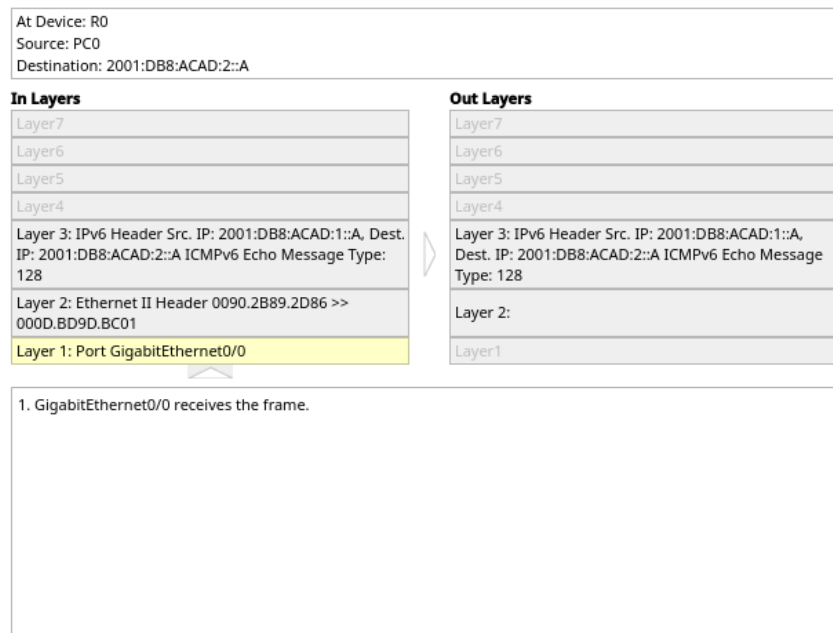 At Device: R0
Source: PC0
Destination: 2001:DB8:ACAD:2::A
In Layers
Layer7
Layer6
Layer5
Layer4
Layer 3: IPv6 Header Src. IP: 2001:DB8:ACAD:1::A, Dest.
IP: 2001:DB8:ACAD:2::A ICMPv6 Echo Message Type:
128
Layer 2: Ethernet II Header 0090.2B89.2D86 >>
000D.BD9D.BC01
Layer 1: Port GigabitEthernet0/0
Out Layers
Layer7
Layer6
Layer5
Layer4
Layer 3: IPv6 Header Src. IP: 2001:DB8:ACAD:1::A,
Dest. IP: 2001:DB8:ACAD:2::A ICMPv6 Echo Message
Type: 128
Layer 2:
Layer1
1. GigabitEthernet0/0 receives the frame.